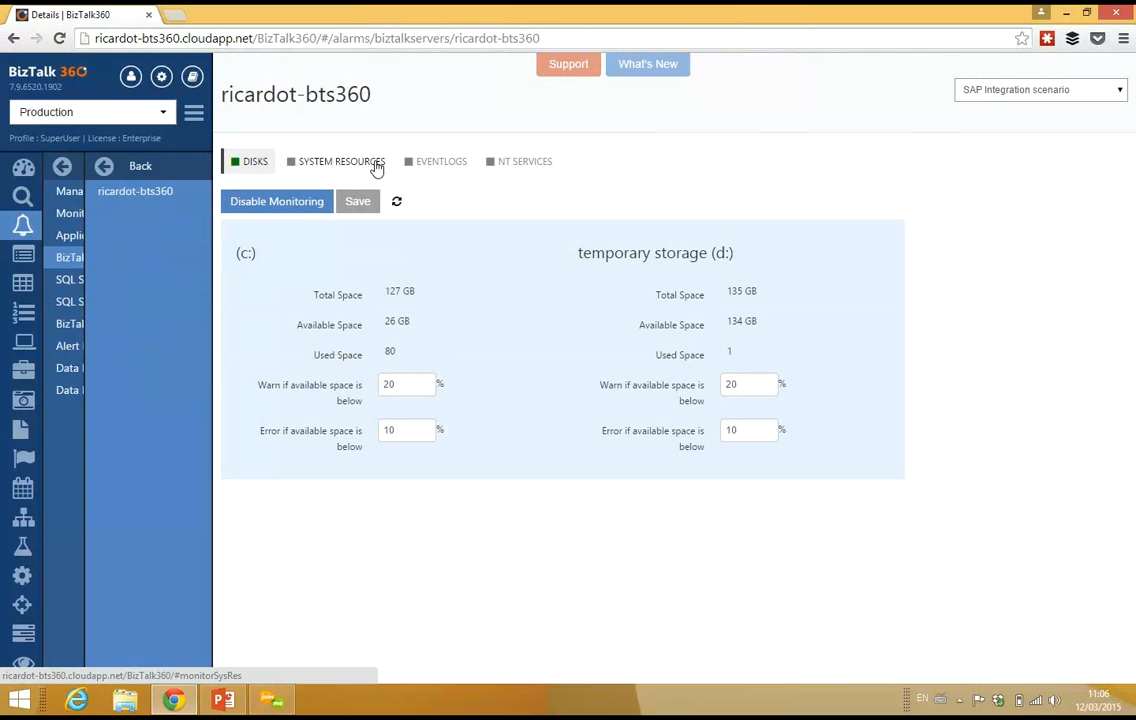 Details | BizTalk360
ricardot-bts360.cloudapp.net/BizTalk360/#/alarms/biztalkservers/ricardot-bts360
BizTalk 360
7.9.6520.1902
Production
Profile : SuperUser | License : Enterprise
Back
Mana
ricardot-bts360
Monit
Applic
BizTal
SQL S
SQL S
BizTal
Alert
Data
Data
Support
What's New
ricardot-bts360
SAP Integration scenario
DISKS
SYSTEM RESOURCES
EVENTLOGS
NT SERVICES
Disable Monitoring
Save
(c:)
Total Space 127 GB
Available Space 26 GB
Used Space 80
Warn if available space is
below
20 %
Error if available space is
below
10 %
temporary storage (d:)
Total Space 135 GB
Available Space 134 GB
Used Space 1
Warn if available space is
below
20 %
Error if available space is
below
10 %
ricardot-bts360.cloudapp.net/BizTalk360/#monitorSysRes
join.me
EN
11:06
12/03/2015